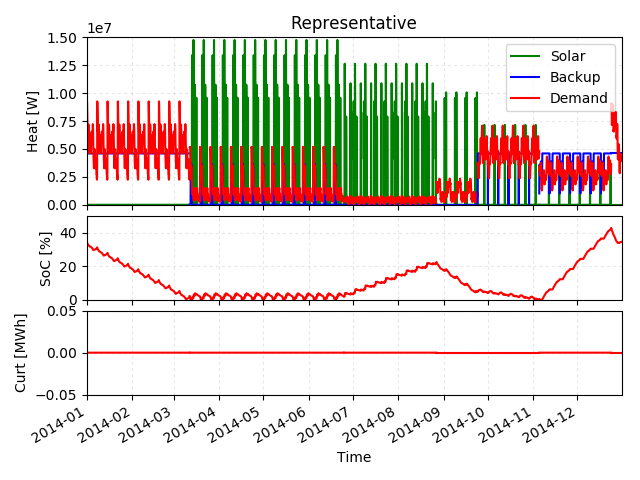 Representative
1e7
1.50
1.25
1.00
0.75
0.50
0.25
0.00
Heat [W]
Solar
Backup
Demand
40
20
0
SoC [%]
0.05
0.00
−0.05
Curt [MWh]
2014-01
2014-02
2014-03
2014-04
2014-05
2014-06
2014-07
2014-08
2014-09
2014-10
2014-11
2014-12
Time